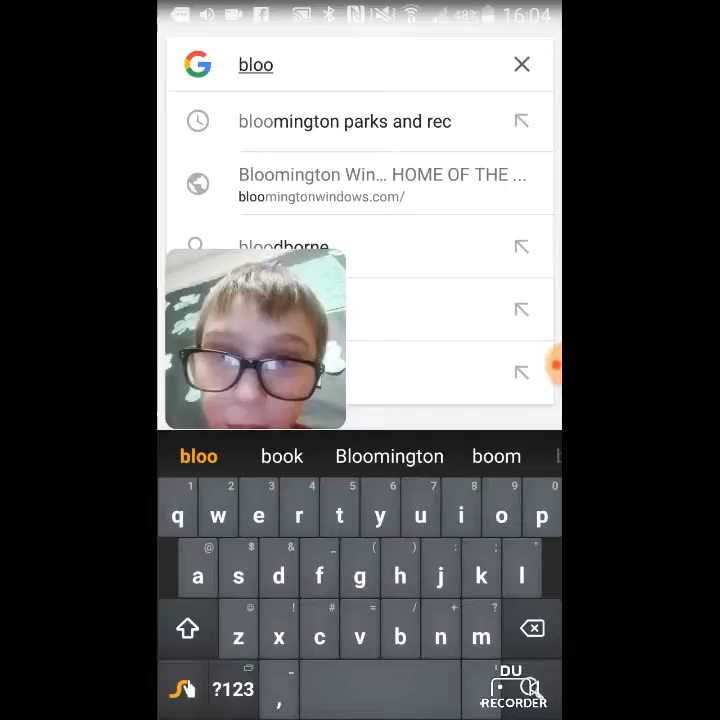 48% 16:04
bloo
bloomington parks and rec
Bloomington Win... HOME OF THE ...
bloomingtonwindows.com/
bloodborne
bloo book Bloomington boom
1 2 3 4 5 6 7 8 9 0
q w e r t y u i o p
@ $ & _ ( ) : ; "
a s d f g h j k l
! # = / + ?
z x c v b n m
?123 ,
DU
RECORDER